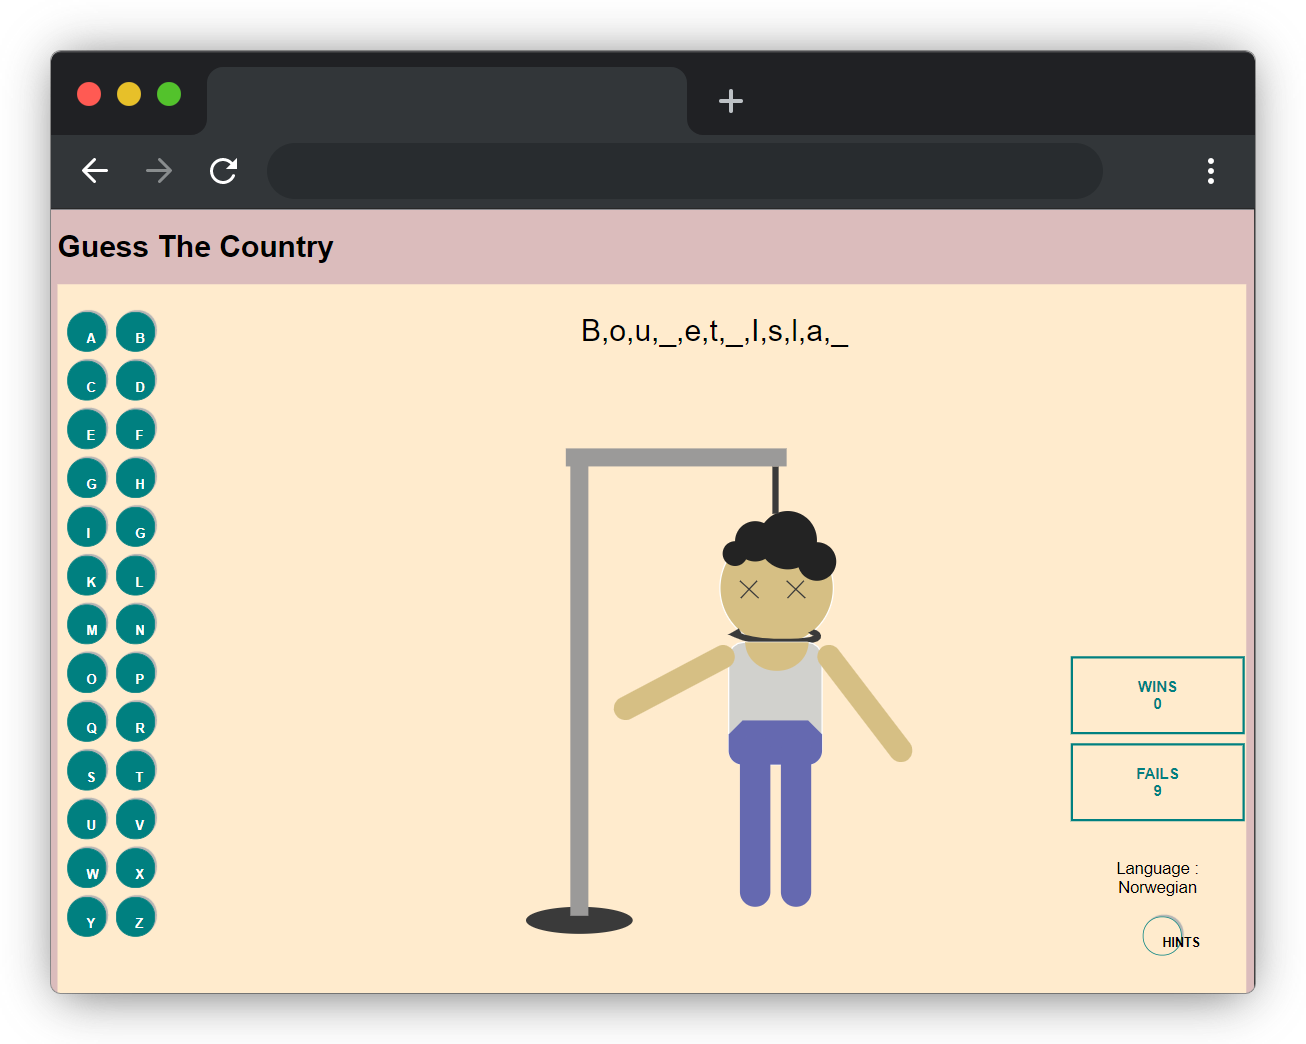 Guess The Country
B,o,u,_,e,t,_,I,s,l,a,_
A B
C D
E F
G H
I G
K L
M N
O P
Q R
S T
U V
W X
Y Z
WINS
0
FAILS
9
Language :
Norwegian
HINTS